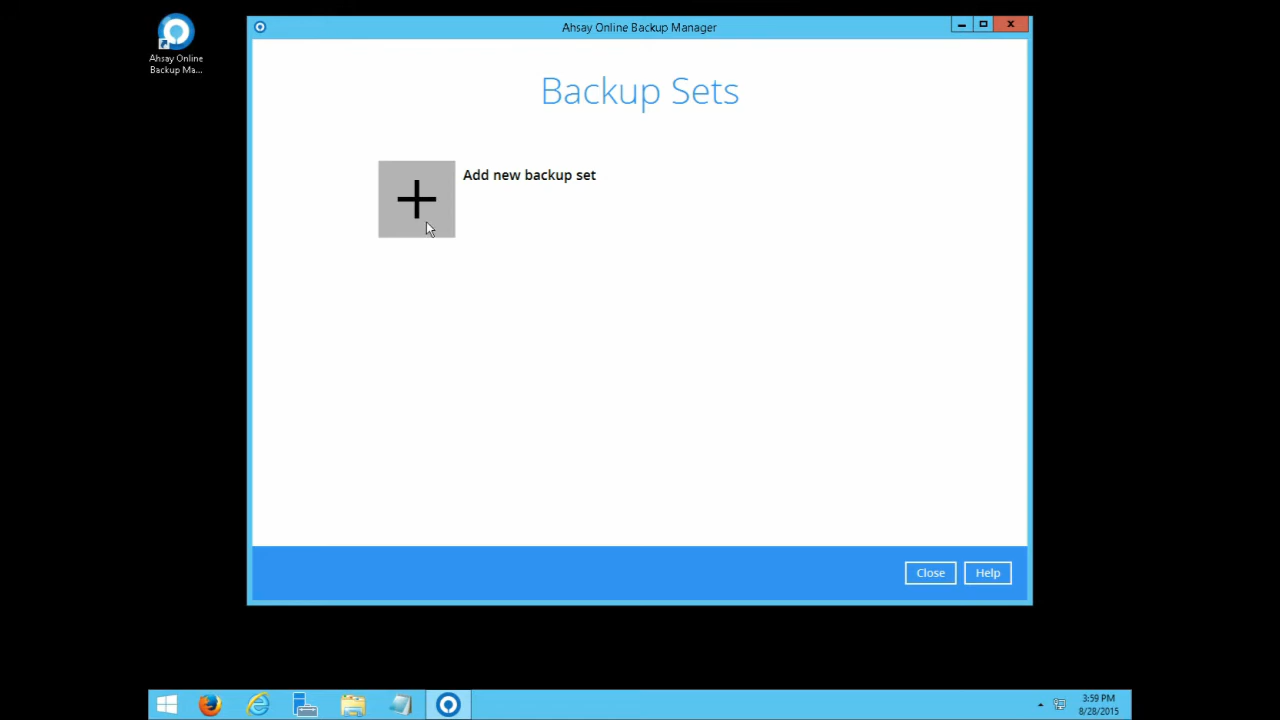 Ahsay Online
Backup Ma...
Ahsay Online Backup Manager
Backup Sets
Add new backup set
Close
Help
3:59 PM
8/28/2015